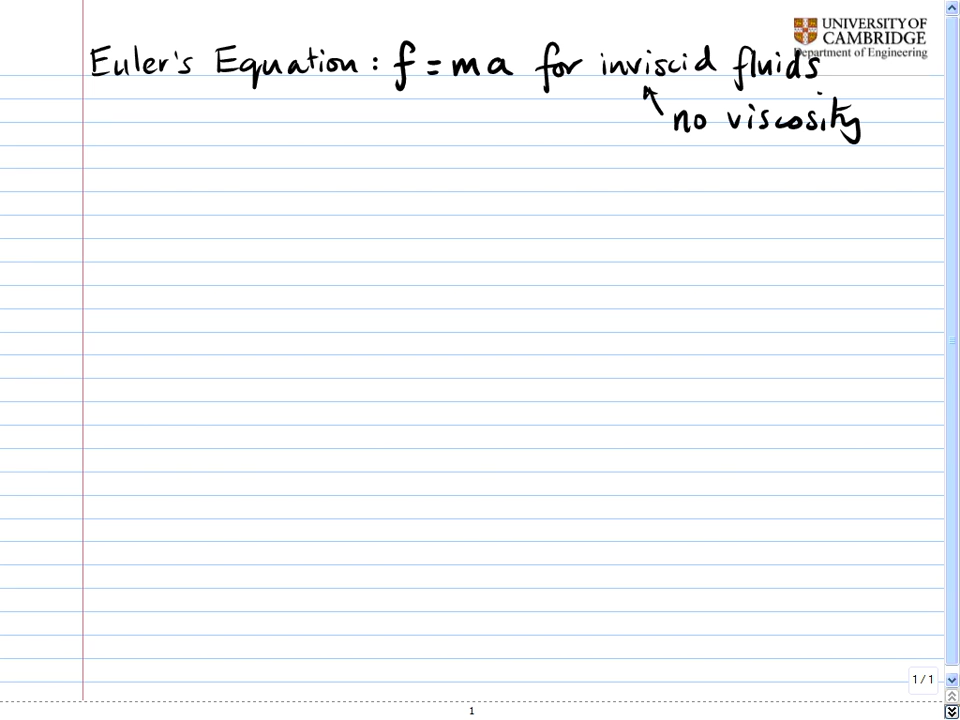 UNIVERSITY OF
CAMBRIDGE
Department of Engineering
Euler's Equation: f = ma for inviscid fluids
no viscosity
1 / 1
1